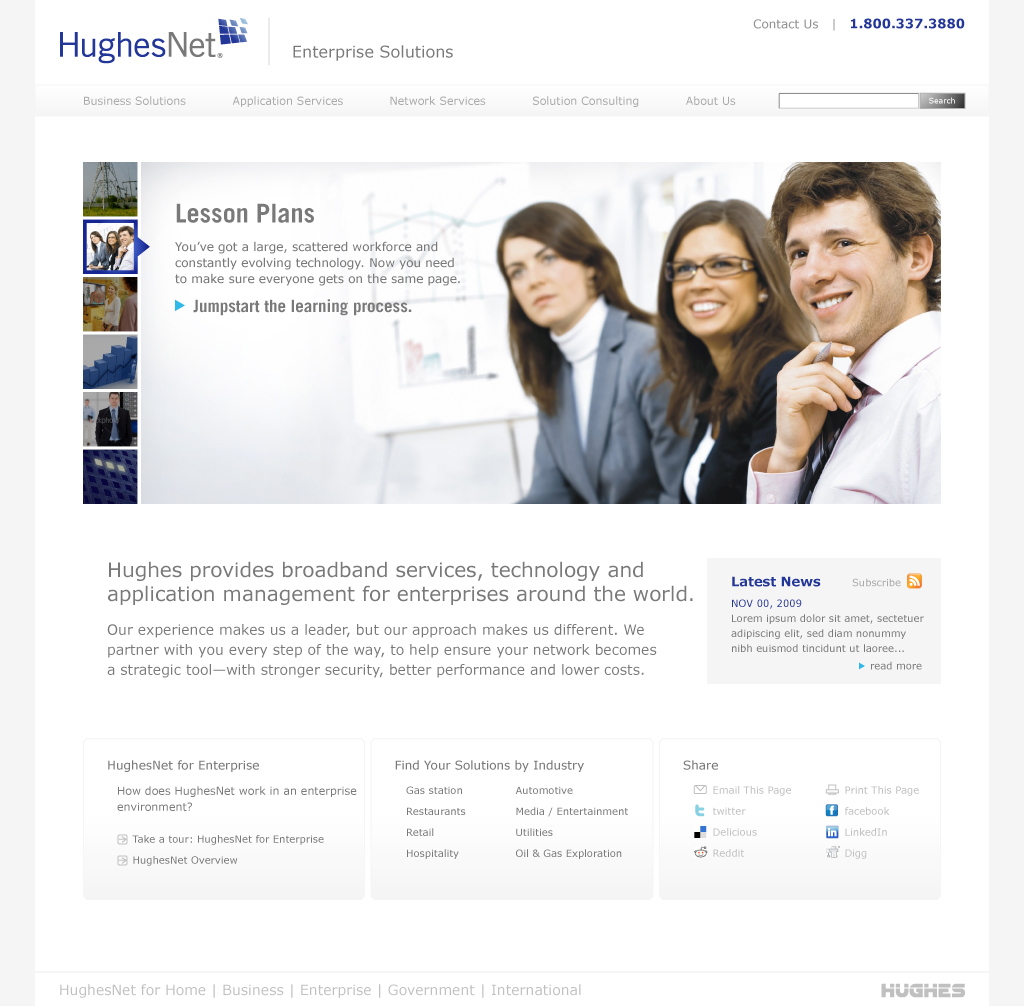 HughesNet®
Enterprise Solutions
Contact Us | 1.800.337.3880
Business Solutions
Application Services
Network Services
Solution Consulting
About Us
Search
Lesson Plans
You’ve got a large, scattered workforce and
constantly evolving technology. Now you need
to make sure everyone gets on the same page.
Jumpstart the learning process.
Hughes provides broadband services, technology and
application management for enterprises around the world.
Our experience makes us a leader, but our approach makes us different. We
partner with you every step of the way, to help ensure your network becomes
a strategic tool—with stronger security, better performance and lower costs.
Latest News
Subscribe
NOV 00, 2009
Lorem ipsum dolor sit amet, sectetuer
adipiscing elit, sed diam nonummy
nibh euismod tincidunt ut laoree...
read more
HughesNet for Enterprise
How does HughesNet work in an enterprise
environment?
Take a tour: HughesNet for Enterprise
HughesNet Overview
Find Your Solutions by Industry
Gas station
Automotive
Restaurants
Media / Entertainment
Retail
Utilities
Hospitality
Oil & Gas Exploration
Share
Email This Page
Print This Page
twitter
facebook
Delicious
LinkedIn
Reddit
Digg
HughesNet for Home | Business | Enterprise | Government | International
HUGHES